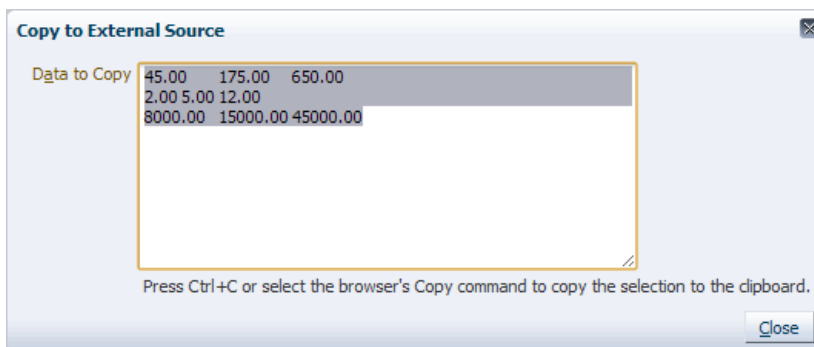 Copy to External Source
Data to Copy
45.00 175.00 650.00
2.00 5.00 12.00
8000.00 15000.00 45000.00
Press Ctrl+C or select the browser's Copy command to copy the selection to the clipboard.
Close